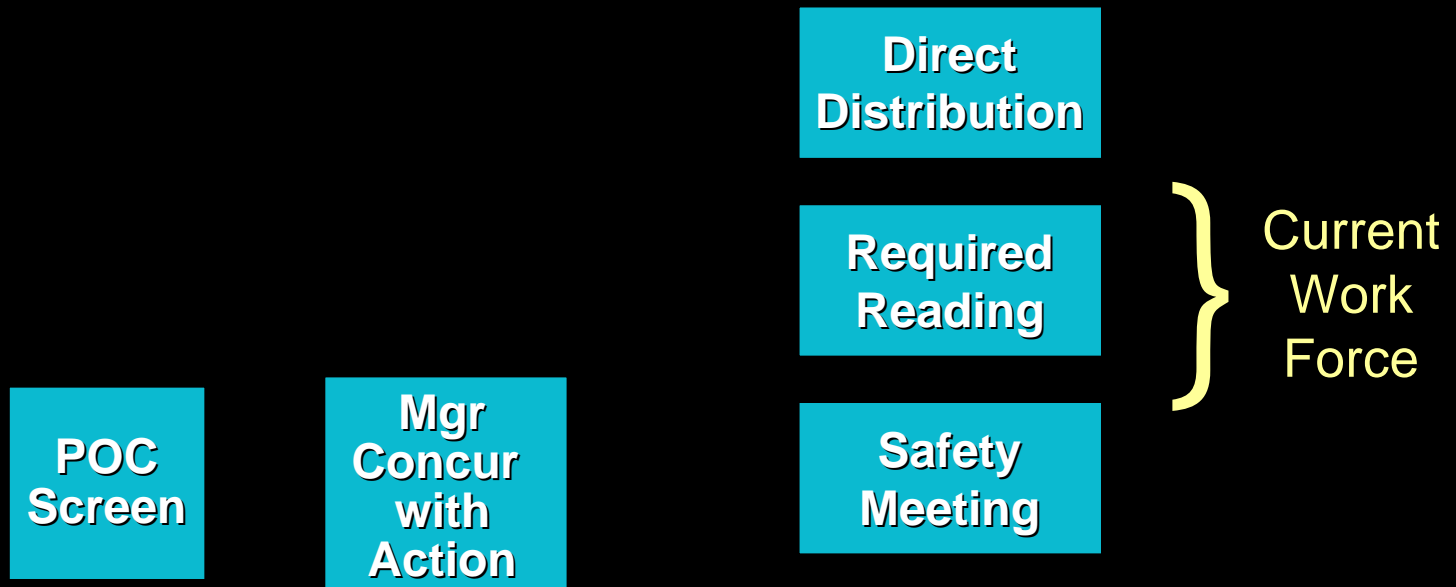 Direct
Distribution
Required
Reading
Current
Work
Force
POC
Screen
Mgr
Concur
with
Action
Safety
Meeting